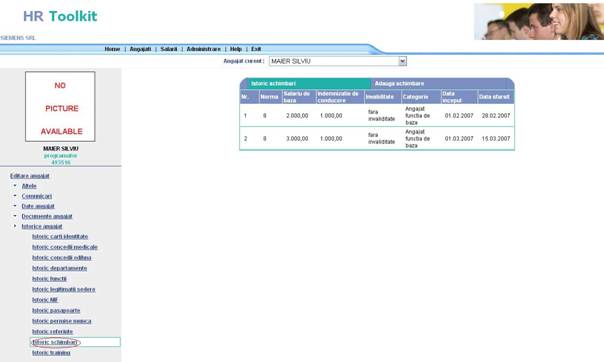 HR Toolkit
SIEMENS SRL
Home | Angajati | Salarii | Administrare | Help | Exit
Angajat curent: MAIER SILVIU
NO
PICTURE
AVAILABLE
MAIER SILVIU
programator
Editare angajat
Altele
Comunicari
Date angajat
Documente angajat
Istorice angajat
Istoric carti identitate
Istoric concedii medicale
Istoric concedii odihna
Istoric departamente
Istoric functii
Istoric legitimatii sedere
Istoric NIF
Istoric pasapoarte
Istoric permise munca
Istoric referinte
Istoric schimbari
Istoric training
Istoric schimbari Adauga schimbare
Nr. Norma Salariu de baza Indemnizatie de conducere Invaliditate Categorie Data inceput Data sfarsit
1 8 2.000,00 1.000,00 fara invaliditate Angajat functia de baza 01.02.2007 28.02.2007
2 8 3.000,00 1.000,00 fara invaliditate Angajat functia de baza 01.03.2007 15.03.2007